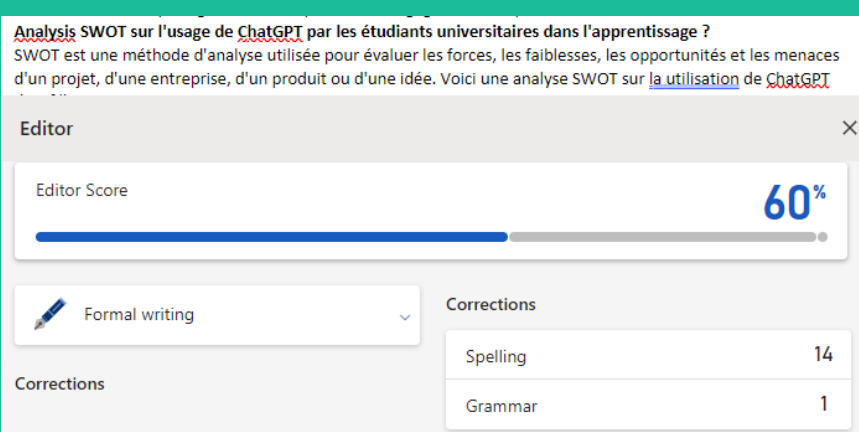 Analysis SWOT sur l'usage de ChatGPT par les étudiants universitaires dans l'apprentissage ?
SWOT est une méthode d'analyse utilisée pour évaluer les forces, les faiblesses, les opportunités et les menaces
d'un projet, d'une entreprise, d'un produit ou d'une idée. Voici une analyse SWOT sur la utilisation de ChatGPT
Editor
Editor Score
60%
Formal writing
Corrections
Corrections
Spelling 14
Grammar 1